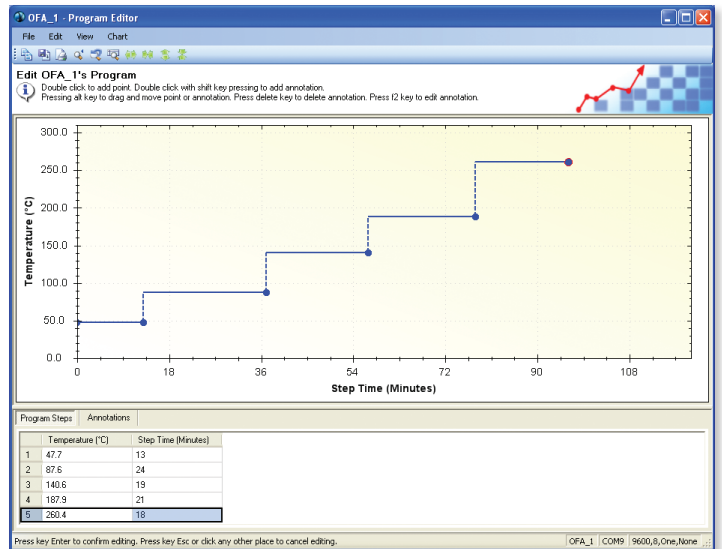 OFA_1 - Program Editor
File Edit View Chart
Edit OFA_1's Program
Double click to add point. Double click with shift key pressing to add annotation.
Pressing alt key to drag and move point or annotation. Press delete key to delete annotation. Press f2 key to edit annotation.
300.0
250.0
200.0
150.0
100.0
50.0
0.0
Temperature (°C)
0 18 36 54 72 90 108
Step Time (Minutes)
Program Steps Annotations
Temperature (°C) Step Time (Minutes)
1 47.7 13
2 87.6 24
3 140.6 19
4 187.9 21
5 260.4 18
Press key Enter to confirm editing. Press key Esc or click any other place to cancel editing. OFA_1 COM9 9600,8,One,None